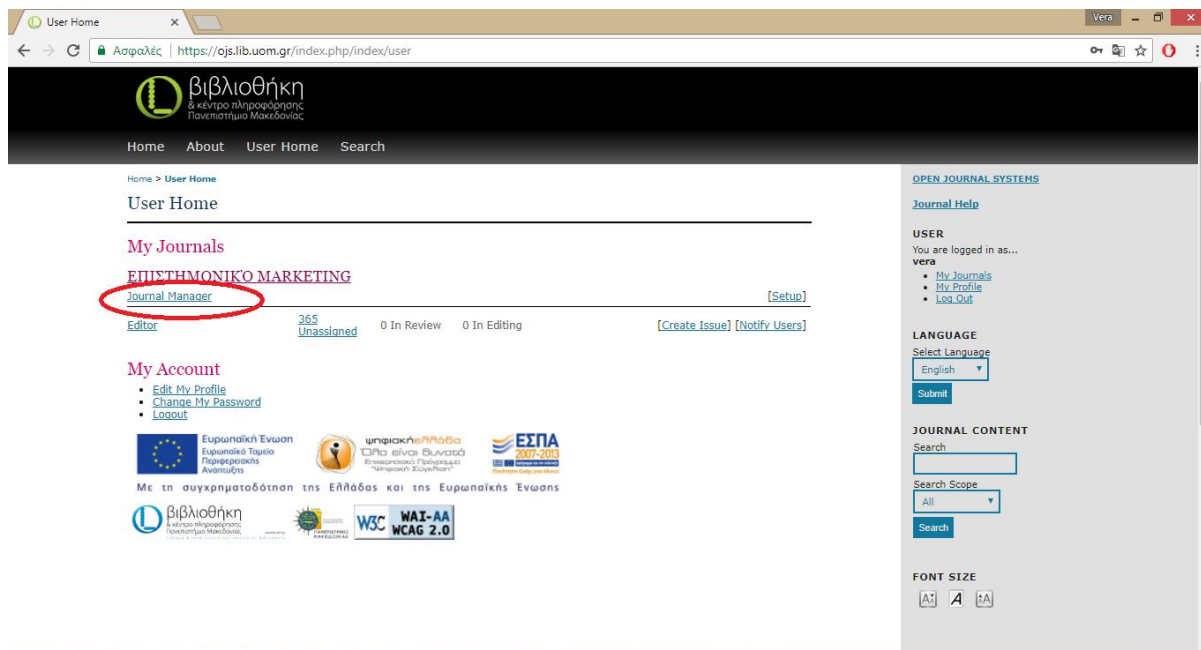 User Home
Vera
Ασφαλές | https://ojs.lib.uom.gr/index.php/index/user
βιβλιοθήκη
& κέντρο πληροφόρησης
Πανεπιστήμιο Μακεδονίας
Home About User Home Search
Home > User Home
User Home
My Journals
ΕΠΙΣΤΗΜΟΝΙΚΌ MARKETING
Journal Manager [Setup]
Editor 365 Unassigned 0 In Review 0 In Editing [Create Issue] [Notify Users]
My Account
Edit My Profile
Change My Password
Logout
Ευρωπαϊκή Ένωση
Ευρωπαϊκό Ταμείο
Περιφερειακής
Ανάπτυξης
ψηφιακήελλάδα
Όλα είναι δυνατά
Επιχειρησιακό Πρόγραμμα
"Ψηφιακή Σύγκλιση"
ΕΣΠΑ
2007-2013
Με τη συγχρηματοδότηση της Ελλάδας και της Ευρωπαϊκής Ένωσης
βιβλιοθήκη
& κέντρο πληροφόρησης
Πανεπιστήμιο Μακεδονίας
ΠΑΝΕΠΙΣΤΗΜΙΟ
ΜΑΚΕΔΟΝΙΑΣ
W3C WAI-AA
WCAG 2.0
OPEN JOURNAL SYSTEMS
Journal Help
USER
You are logged in as...
vera
My Journals
My Profile
Log Out
LANGUAGE
Select Language
English
Submit
JOURNAL CONTENT
Search
Search Scope
All
Search
FONT SIZE
A A A